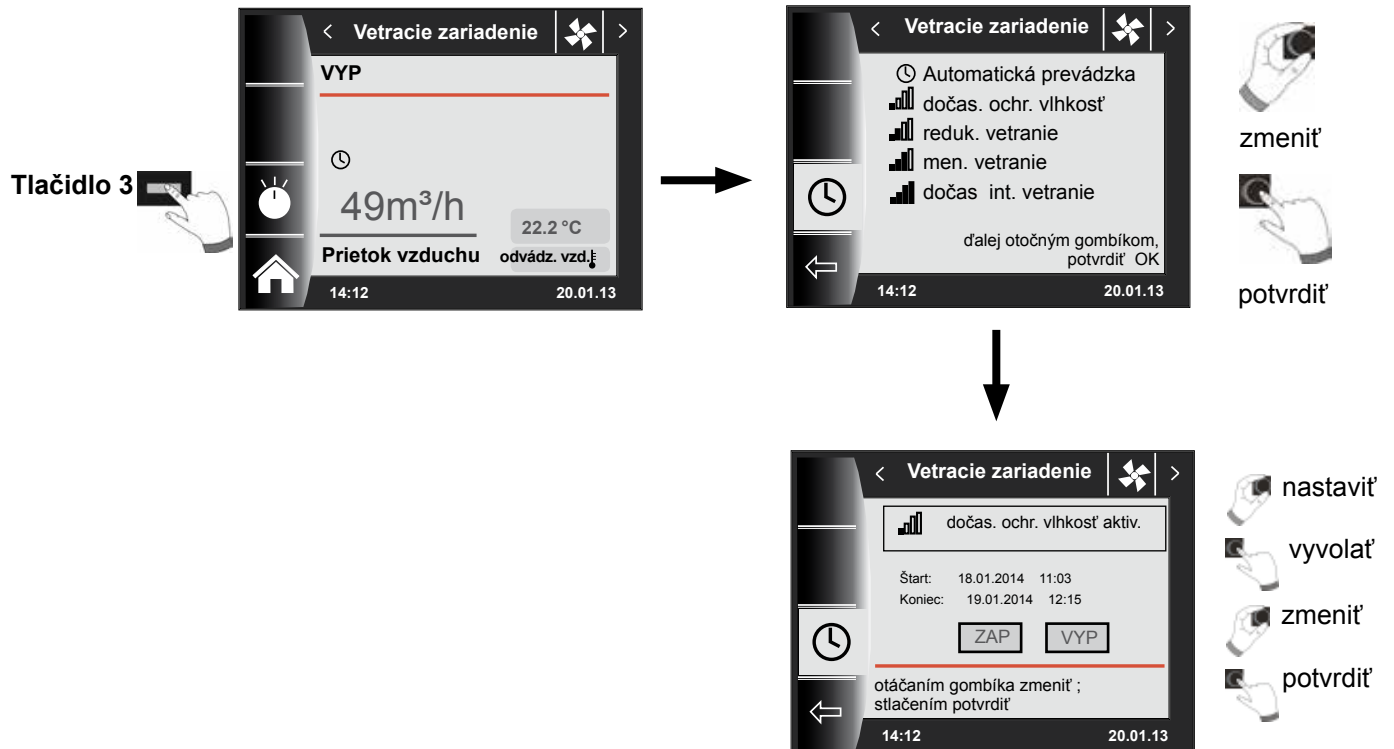 Tlačidlo 3
< Vetracie zariadenie >
VYP
49m³/h
22.2 °C
Prietok vzduchu odvádz. vzd.
14:12 20.01.13
< Vetracie zariadenie >
Automatická prevádzka
dočas. ochr. vlhkosť
reduk. vetranie
men. vetranie
dočas int. vetranie
ďalej otočným gombíkom,
potvrdiť OK
14:12 20.01.13
zmeniť
potvrdiť
< Vetracie zariadenie >
dočas. ochr. vlhkosť aktiv.
Štart: 18.01.2014 11:03
Koniec: 19.01.2014 12:15
ZAP VYP
otáčaním gombíka zmeniť ;
stlačením potvrdiť
14:12 20.01.13
nastaviť
vyvolať
zmeniť
potvrdiť